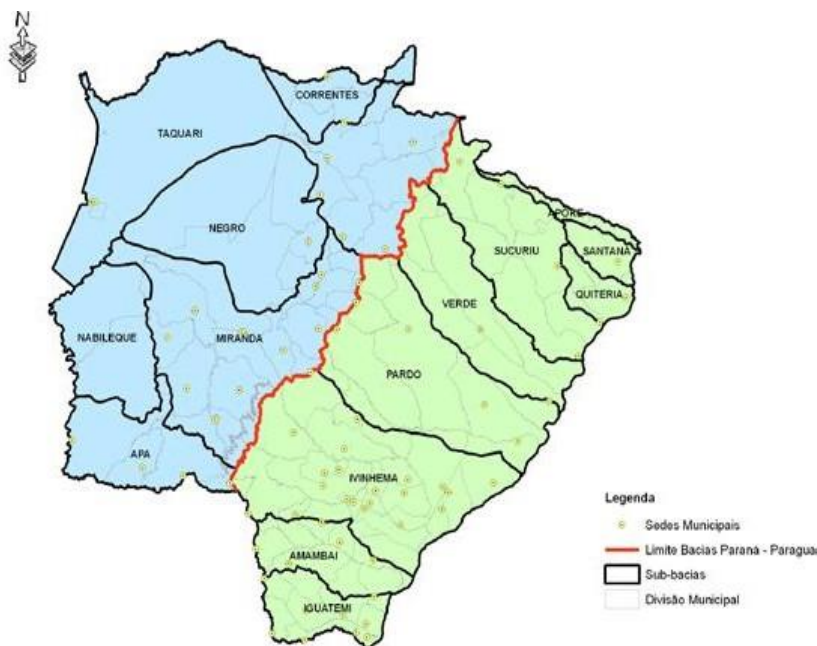 N
CORRENTES
TAQUARI
NEGRO
APORE
SANTANA
SUCURIU
QUITERIA
VERDE
NABILEQUE
MIRANDA
PARDO
APA
IVINHEMA
AMAMBAI
IGUATEMI
Legenda
Sedes Municipais
Limite Bacias Paraná - Paragua
Sub-bacias
Divisão Municipal